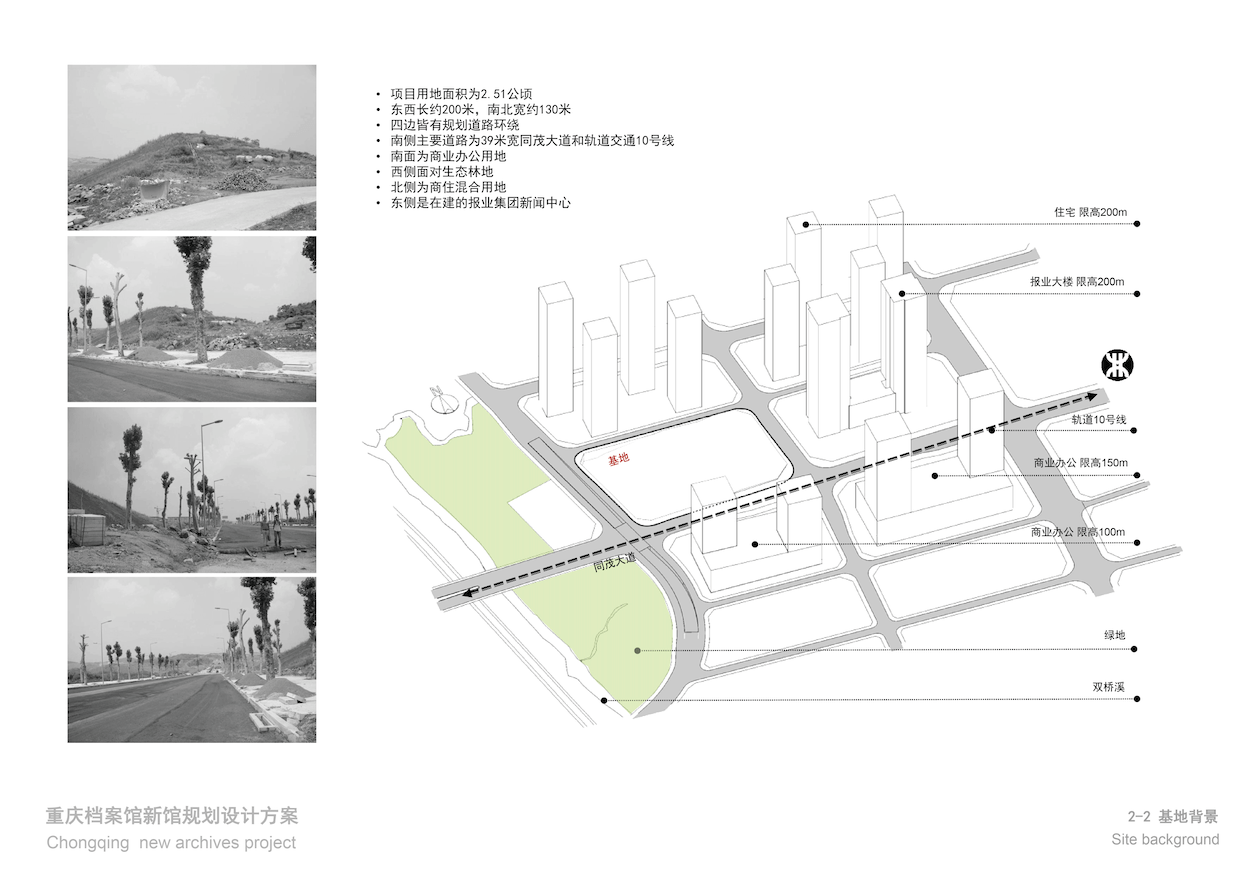 • 项目用地面积为2.51公顷
• 东西长约200米，南北宽约130米
• 四边皆有规划道路环绕
• 南侧主要道路为39米宽同茂大道和轨道交通10号线
• 南面为商业办公用地
• 西侧面对生态林地
• 北侧为商住混合用地
• 东侧是在建的报业集团新闻中心
住宅 限高200m
报业大楼 限高200m
N
轨道10号线
基地
商业办公 限高150m
商业办公 限高100m
同茂大道
绿地
双桥溪
重庆档案馆新馆规划设计方案
Chongqing new archives project
2-2 基地背景
Site background